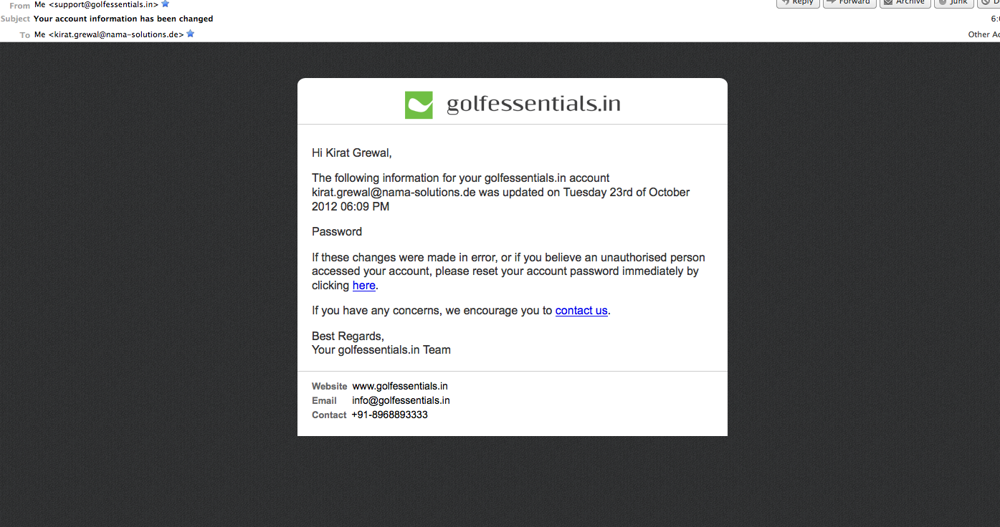 From Me <support@golfessentials.in>
Reply Forward Archive Junk
Subject Your account information has been changed
To Me <kirat.grewal@nama-solutions.de>
Other
golfessentials.in
Hi Kirat Grewal,
The following information for your golfessentials.in account
kirat.grewal@nama-solutions.de was updated on Tuesday 23rd of October
2012 06:09 PM
Password
If these changes were made in error, or if you believe an unauthorised person
accessed your account, please reset your account password immediately by
clicking here.
If you have any concerns, we encourage you to contact us.
Best Regards,
Your golfessentials.in Team
Website www.golfessentials.in
Email info@golfessentials.in
Contact +91-8968893333